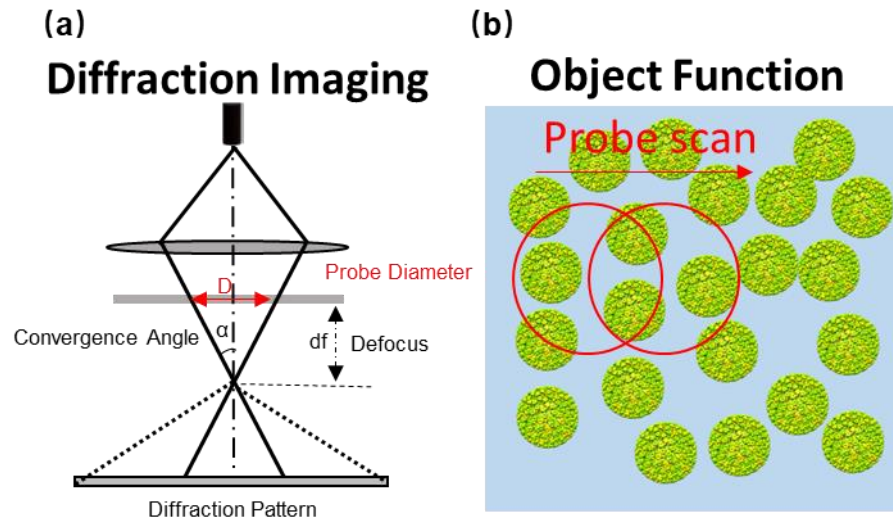 (a)
Diffraction Imaging
D
Probe Diameter
Convergence Angle
α
df
Defocus
Diffraction Pattern
(b)
Object Function
Probe scan